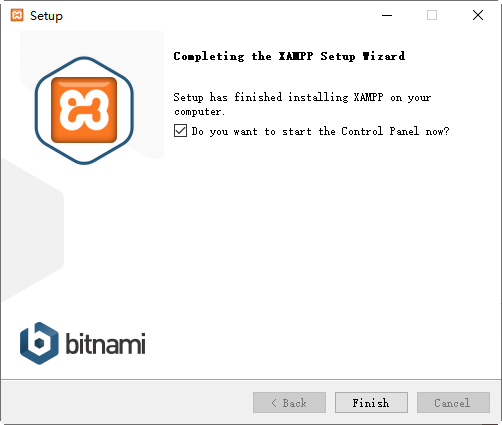 Setup
Completing the XAMPP Setup Wizard
Setup has finished installing XAMPP on your
computer.
Do you want to start the Control Panel now?
bitnami
< Back
Finish
Cancel